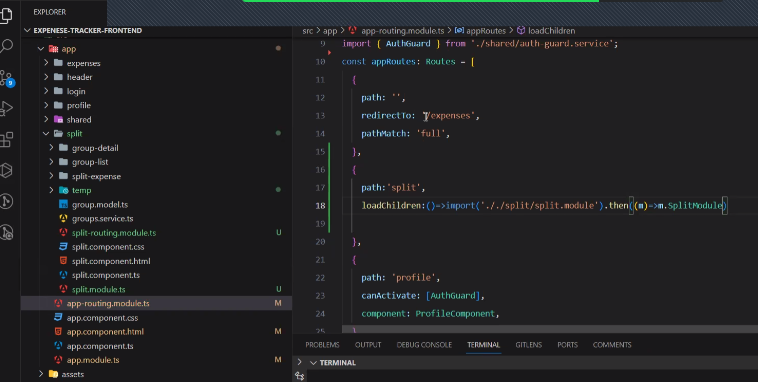 EXPLORER
EXPENESE-TRACKER-FRONTEND
app
expenses
header
login
profile
shared
split
group-detail
group-list
split-expense
temp
group.model.ts
groups.service.ts
split-routing.module.ts U
split.component.css
split.component.html
split.component.ts
split.module.ts U
app-routing.module.ts M
app.component.css
app.component.html M
app.component.ts
app.module.ts M
assets
9
src > app > app-routing.module.ts > appRoutes > loadChildren
9 import { AuthGuard } from './shared/auth-guard.service';
10 const appRoutes: Routes = [
11 {
12 path: '',
13 redirectTo: '/expenses',
14 pathMatch: 'full',
15 },
16 {
17 path:'split',
18 loadChildren:()=>import('././split/split.module').then((m)=>m.SplitModule)
19
20 },
21 {
22 path: 'profile',
23 canActivate: [AuthGuard],
24 component: ProfileComponent,
25 }
PROBLEMS OUTPUT DEBUG CONSOLE TERMINAL GITLENS PORTS COMMENTS
TERMINAL